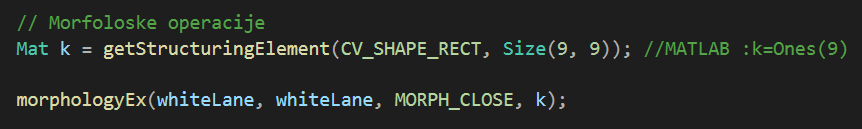 // Morfoloske operacije
Mat k = getStructuringElement(CV_SHAPE_RECT, Size(9, 9)); //MATLAB :k=Ones(9)
morphologyEx(whiteLane, whiteLane, MORPH_CLOSE, k);